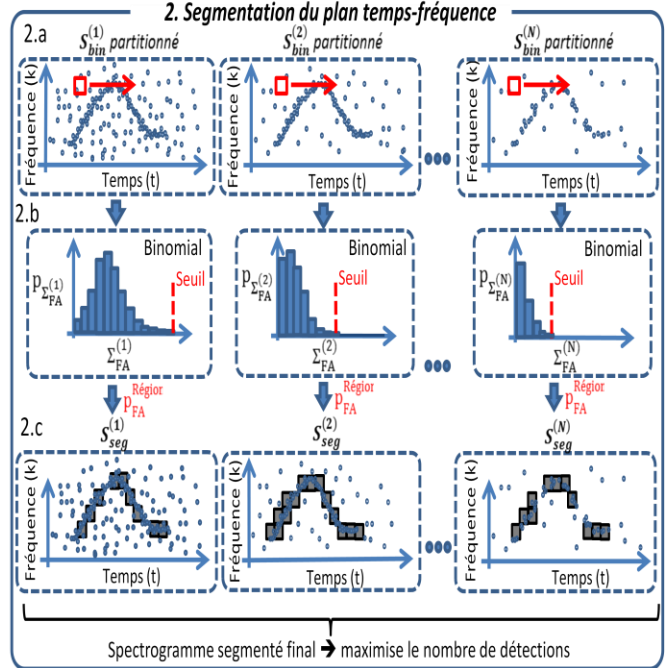 2. Segmentation du plan temps-fréquence
2.a
S_bin^(1) partitionné
S_bin^(2) partitionné
S_bin^(N) partitionné
Fréquence (k)
Temps (t)
Fréquence (k)
Temps (t)
Fréquence (k)
Temps (t)
2.b
Binomial
Seuil
p_Σ_FA^(1)
Σ_FA^(1)
Binomial
Seuil
p_Σ_FA^(2)
Σ_FA^(2)
Binomial
Seuil
p_Σ_FA^(N)
Σ_FA^(N)
p_FA^Régior
p_FA^Régior
p_FA^Régior
2.c
S_seg^(1)
S_seg^(2)
S_seg^(N)
Fréquence (k)
Temps (t)
Fréquence (k)
Temps (t)
Fréquence (k)
Temps (t)
Spectrogramme segmenté final ➔ maximise le nombre de détections